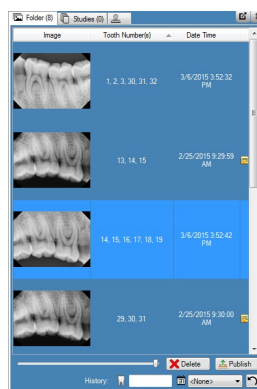 Folder (8) Studies (0)
Image Tooth Number(s) Date Time
1, 2, 3, 30, 31, 32 3/6/2015 3:52:32
PM
13, 14, 15 2/25/2015 9:29:59
AM
14, 15, 16, 17, 18, 19 3/6/2015 3:52:42
PM
29, 30, 31 2/25/2015 9:30:00
AM
Delete Publish
History: <None>